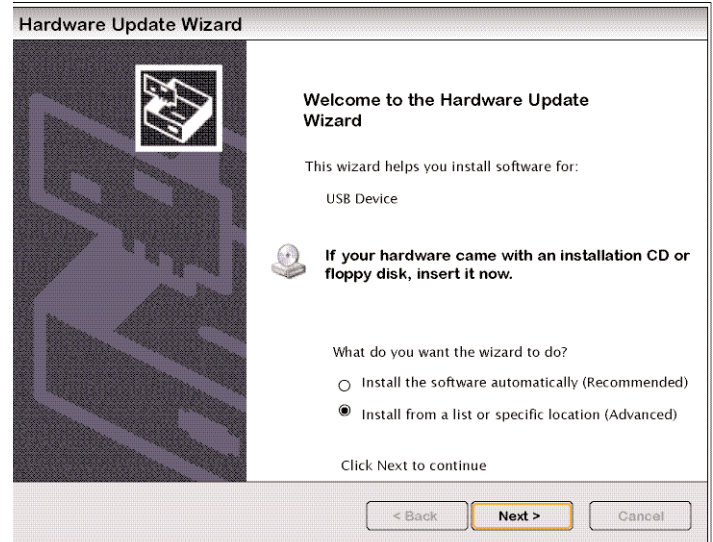 Hardware Update Wizard
Welcome to the Hardware Update
Wizard
This wizard helps you install software for:
USB Device
If your hardware came with an installation CD or
floppy disk, insert it now.
What do you want the wizard to do?
Install the software automatically (Recommended)
Install from a list or specific location (Advanced)
Click Next to continue
< Back Next > Cancel